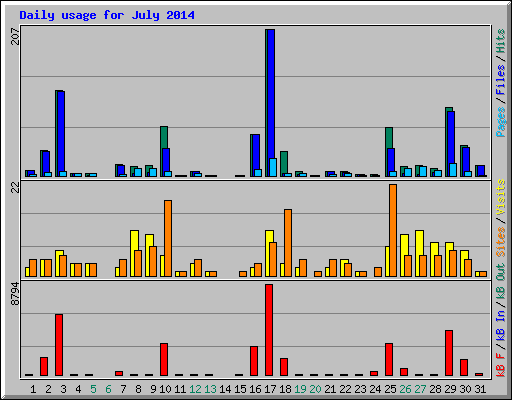 Daily usage for July 2014
207
Pages / Files / Hits
22
Sites / Visits
8794
kB F / kB In / kB Out
1 2 3 4 5 6 7 8 9 10 11 12 13 14 15 16 17 18 19 20 21 22 23 24 25 26 27 28 29 30 31